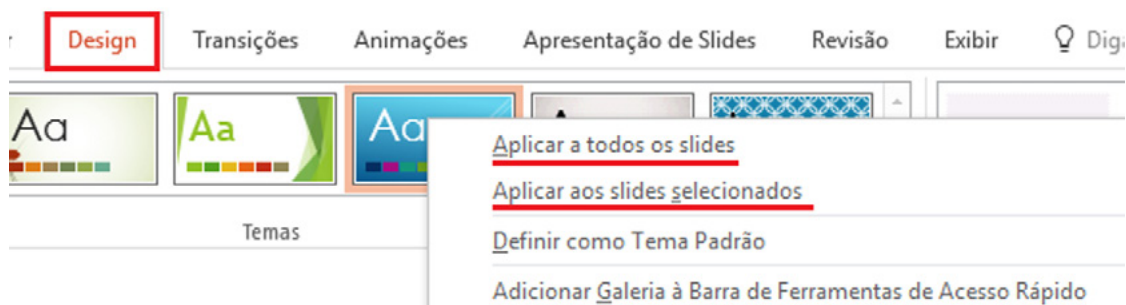 Design Transições Animações Apresentação de Slides Revisão Exibir
Aa Aa Aa
Aplicar a todos os slides
Aplicar aos slides selecionados
Temas
Definir como Tema Padrão
Adicionar Galeria à Barra de Ferramentas de Acesso Rápido